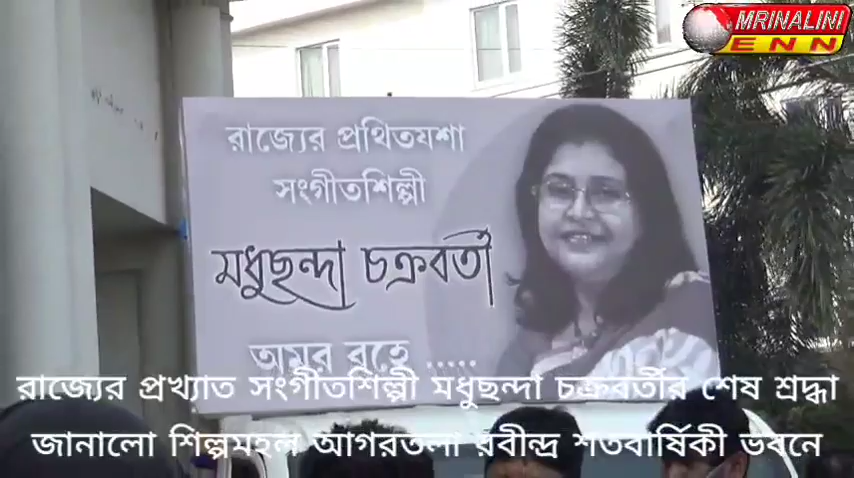 MRINALINI
ENN
রাজ্যের প্রথিতযশা
সংগীতশিল্পী
মধুছন্দা চক্রবর্তী
অমর রহে .....
রাজ্যের প্রখ্যাত সংগীতশিল্পী মধুছন্দা চক্রবর্তীর শেষ শ্রদ্ধা
জানালো শিল্পমহল আগরতলা রবীন্দ্র শতবার্ষিকী ভবনে